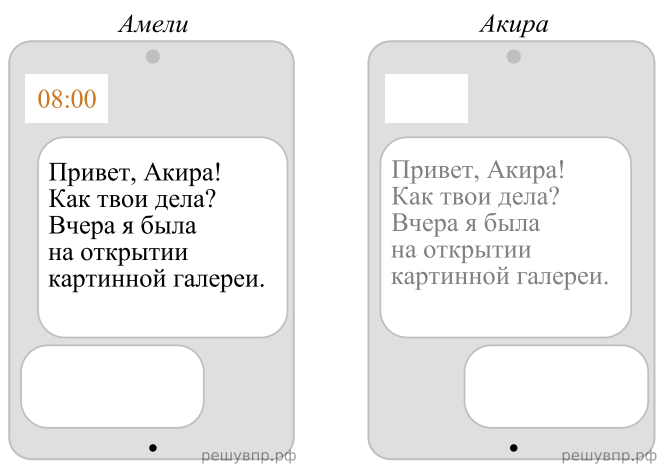 Амели
08:00
Привет, Акира!
Как твои дела?
Вчера я была
на открытии
картинной галереи.
решувпр.рф
Акира
Привет, Акира!
Как твои дела?
Вчера я была
на открытии
картинной галереи.
решувпр.рф